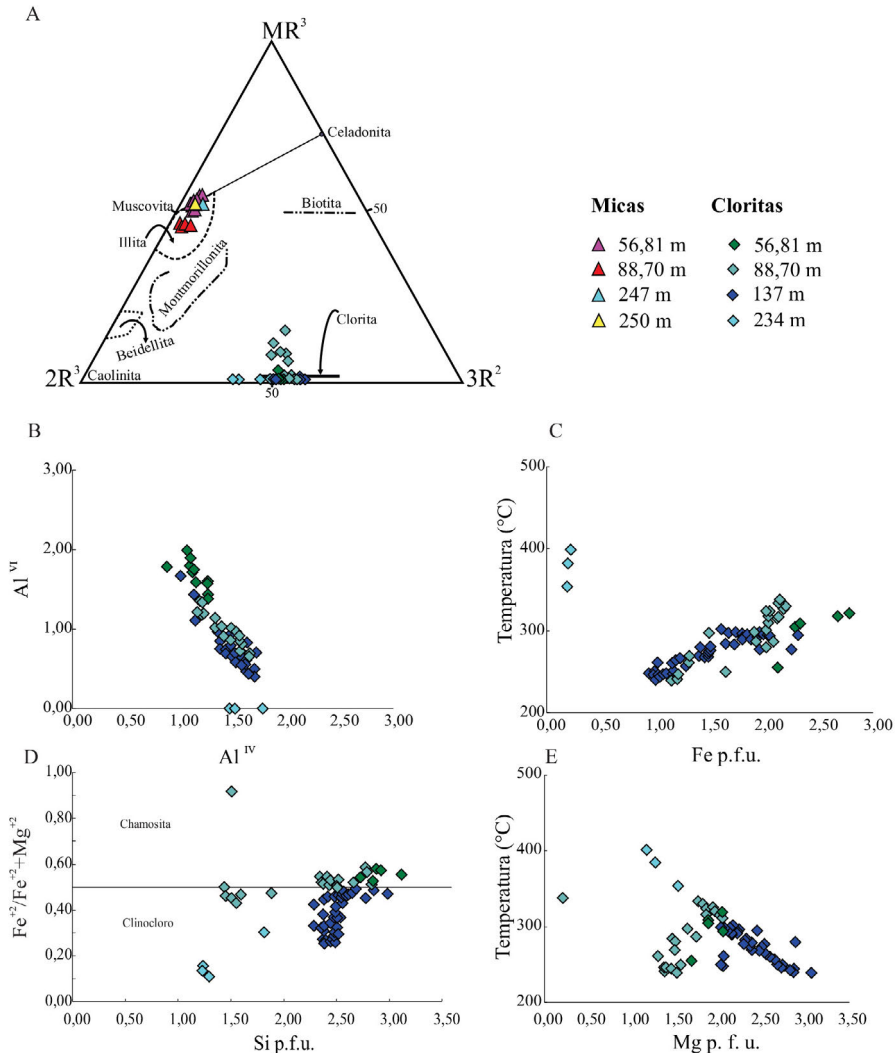 A
MR³
Celadonita
Muscovita
Biotita
50
Illita
Montmorillonita
Beidellita
Clorita
2R³
Caolinita
50
3R²
Micas
Cloritas
56,81 m
56,81 m
88,70 m
88,70 m
247 m
137 m
250 m
234 m
B
3,00
2,00
1,00
0,00
Al VI
0,00 0,50 1,00 1,50 2,00 2,50 3,00
Al IV
C
500
400
300
200
Temperatura (°C)
0,00 0,50 1,00 1,50 2,00 2,50 3,00
Fe p.f.u.
D
1,00
0,80
0,60
0,40
0,20
0,00
Fe⁺²/Fe⁺²+Mg⁺²
Chamosita
Clinocloro
0,00 0,50 1,00 1,50 2,00 2,50 3,00 3,50
Si p.f.u.
E
500
400
300
200
Temperatura (°C)
0,00 0,50 1,00 1,50 2,00 2,50 3,00 3,50
Mg p. f. u.